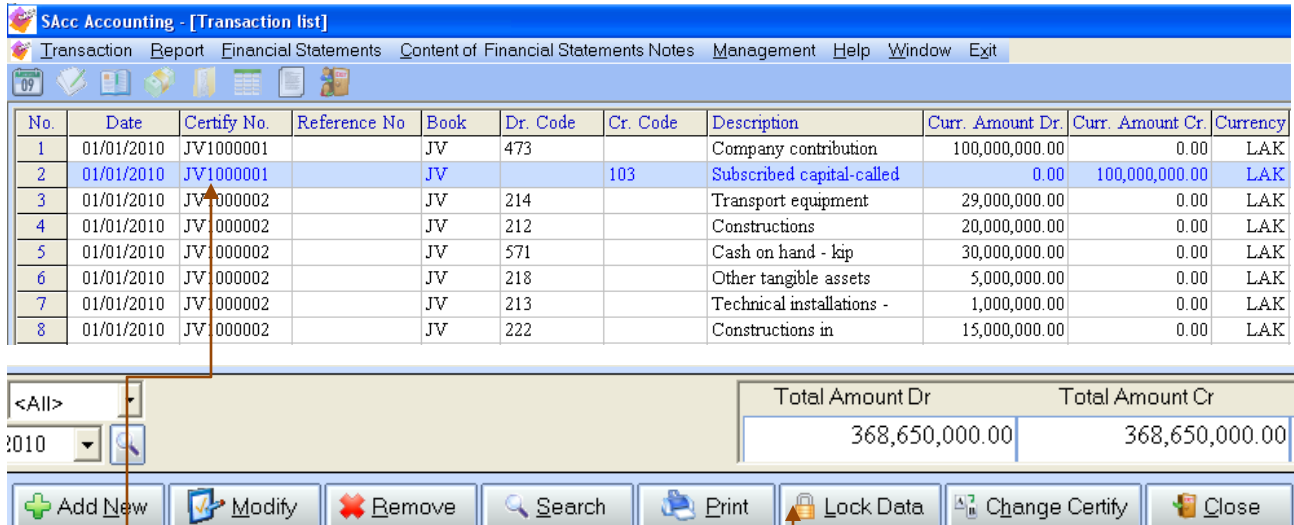 SAcc Accounting - [Transaction list]
Transaction Report Financial Statements Content of Financial Statements Notes Management Help Window Exit
09
No. Date Certify No. Reference No Book Dr. Code Cr. Code Description Curr. Amount Dr. Curr. Amount Cr. Currency
1 01/01/2010 JV1000001 JV 473 Company contribution 100,000,000.00 0.00 LAK
2 01/01/2010 JV1000001 JV 103 Subscribed capital-called 0.00 100,000,000.00 LAK
3 01/01/2010 JV1000002 JV 214 Transport equipment 29,000,000.00 0.00 LAK
4 01/01/2010 JV1000002 JV 212 Constructions 20,000,000.00 0.00 LAK
5 01/01/2010 JV1000002 JV 571 Cash on hand - kip 30,000,000.00 0.00 LAK
6 01/01/2010 JV1000002 JV 218 Other tangible assets 5,000,000.00 0.00 LAK
7 01/01/2010 JV1000002 JV 213 Technical installations - 1,000,000.00 0.00 LAK
8 01/01/2010 JV1000002 JV 222 Constructions in 15,000,000.00 0.00 LAK
<All> Total Amount Dr Total Amount Cr
2010 368,650,000.00 368,650,000.00
Add New Modify Remove Search Print Lock Data Change Certify Close